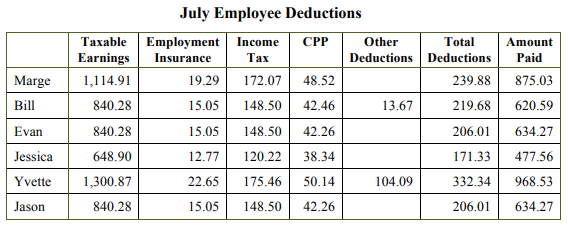 July Employee Deductions
Taxable Earnings Employment Insurance Income Tax CPP Other Deductions Total Deductions Amount Paid
Marge 1,114.91 19.29 172.07 48.52 239.88 875.03
Bill 840.28 15.05 148.50 42.46 13.67 219.68 620.59
Evan 840.28 15.05 148.50 42.26 206.01 634.27
Jessica 648.90 12.77 120.22 38.34 171.33 477.56
Yvette 1,300.87 22.65 175.46 50.14 104.09 332.34 968.53
Jason 840.28 15.05 148.50 42.26 206.01 634.27